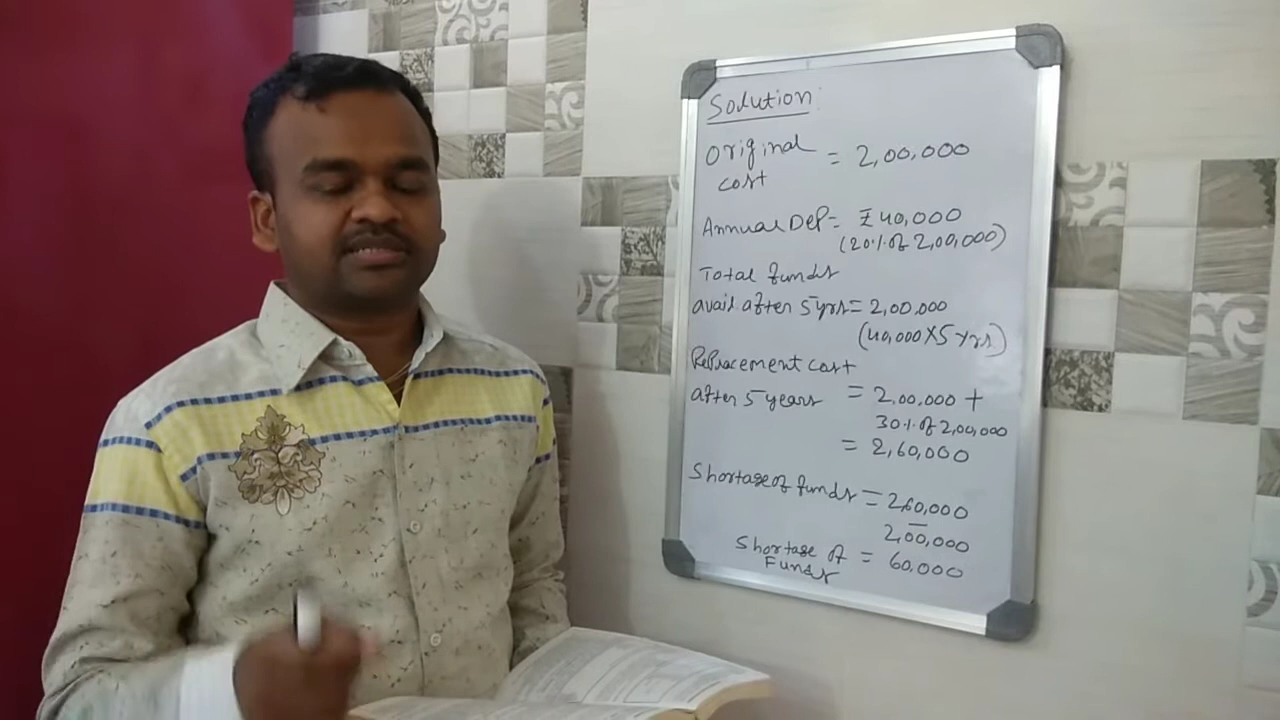 Solution:
Original = 2,00,000
cost
Annual Dep = ₹40,000
(20% of 2,00,000)
Total funds
avail after 5yrs = 2,00,000
(40,000 X 5 yrs)
Replacement cost
after 5 years = 2,00,000 +
30% of 2,00,000
= 2,60,000
Shortage of funds = 2,60,000
-
2,00,000
Shortage of = 60,000
Funds